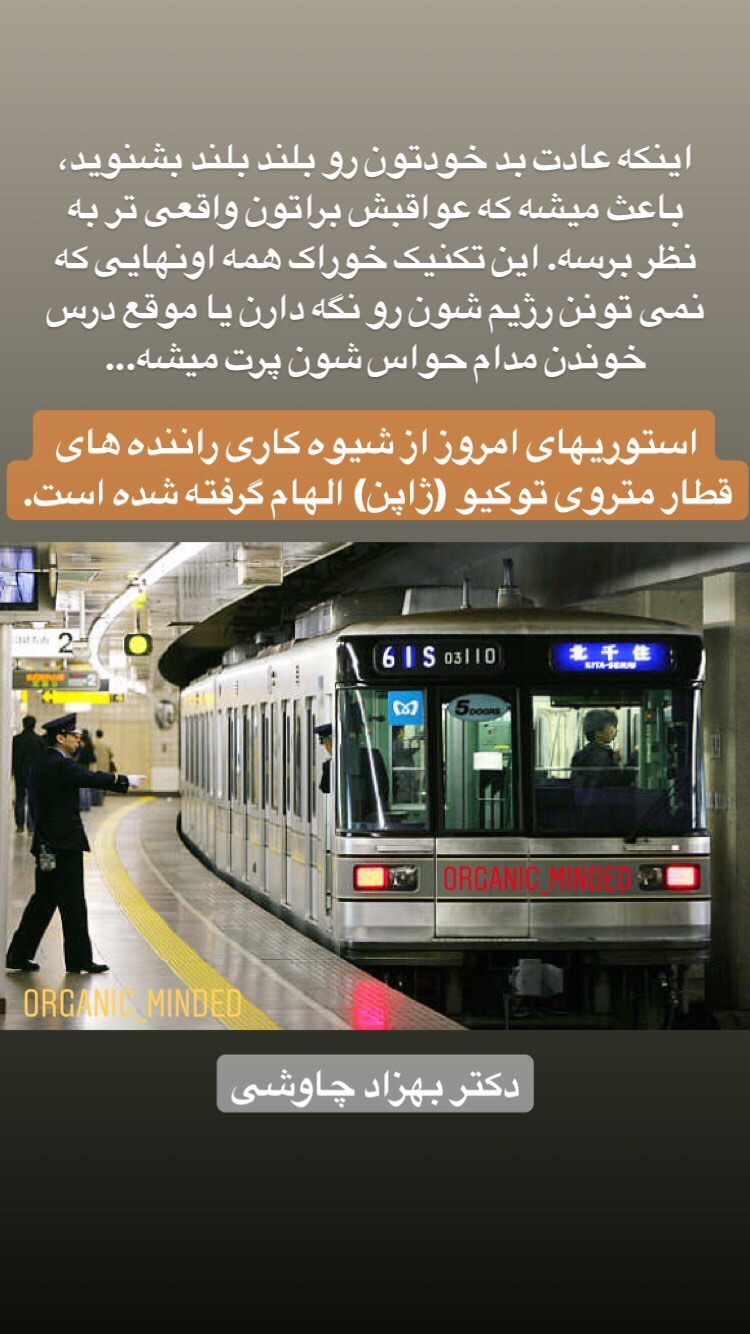 اینکه عادت بد خودتون رو بلند بلند بشنوید،
باعث میشه که عواقبش براتون واقعی تر به
نظر برسه. این تکنیک خوراک همه اونهایی که
نمی تونن رژیم شون رو نگه دارن یا موقع درس
خوندن مدام حواس شون پرت میشه...
استوریهای امروز از شیوه کاری راننده های
قطار متروی توکیو (ژاپن) الهام گرفته شده است.
2
61S 03110
北千住
KITA-SENJU
5 DOORS
2
ORGANIC_MINDED
ORGANIC_MINDED
دکتر بهزاد چاوشی